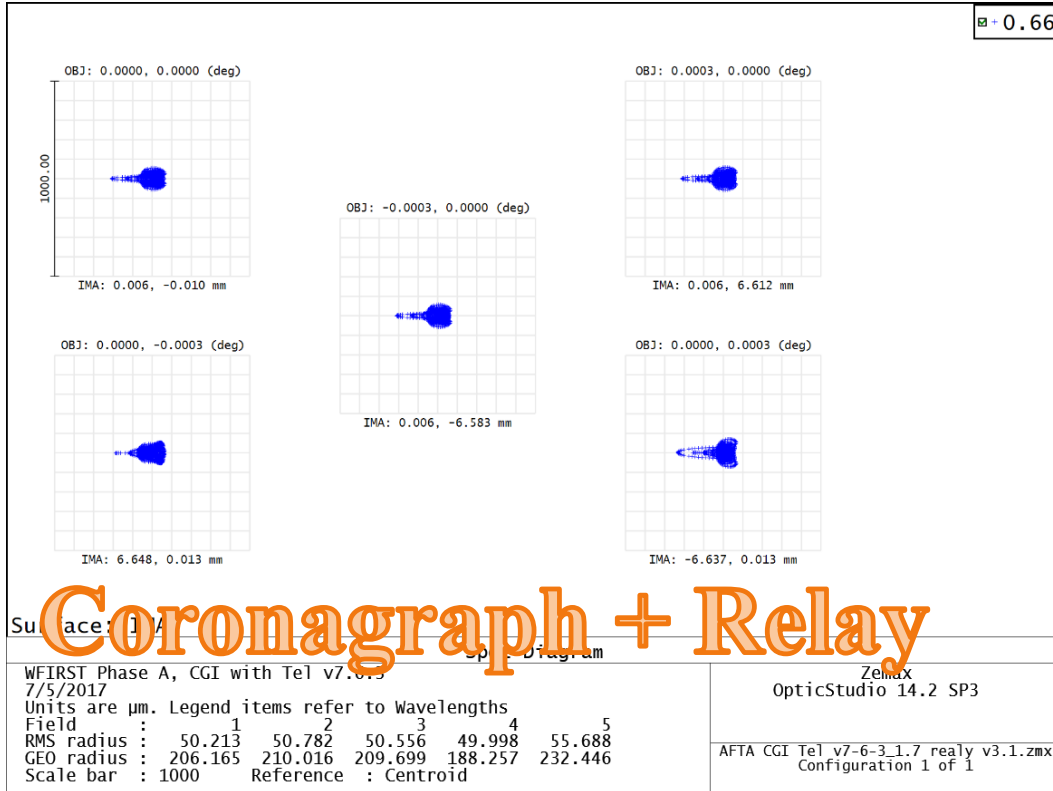 + 0.66
OBJ: 0.0000, 0.0000 (deg)
1000.00
IMA: 0.006, -0.010 mm
OBJ: 0.0003, 0.0000 (deg)
IMA: 0.006, 6.612 mm
OBJ: -0.0003, 0.0000 (deg)
IMA: 0.006, -6.583 mm
OBJ: 0.0000, -0.0003 (deg)
IMA: 6.648, 0.013 mm
OBJ: 0.0000, 0.0003 (deg)
IMA: -6.637, 0.013 mm
Coronagraph + Relay
Diagram
WFIRST Phase A, CGI with Tel
7/5/2017
Units are µm. Legend items refer to Wavelengths
Field : 1 2 3 4 5
RMS radius : 50.213 50.782 50.556 49.998 55.688
GEO radius : 206.165 210.016 209.699 188.257 232.446
Scale bar : 1000 Reference : Centroid
Zemax
OpticStudio 14.2 SP3
AFTA CGI Tel v7-6-3_1.7 realy v3.1.zmx
Configuration 1 of 1